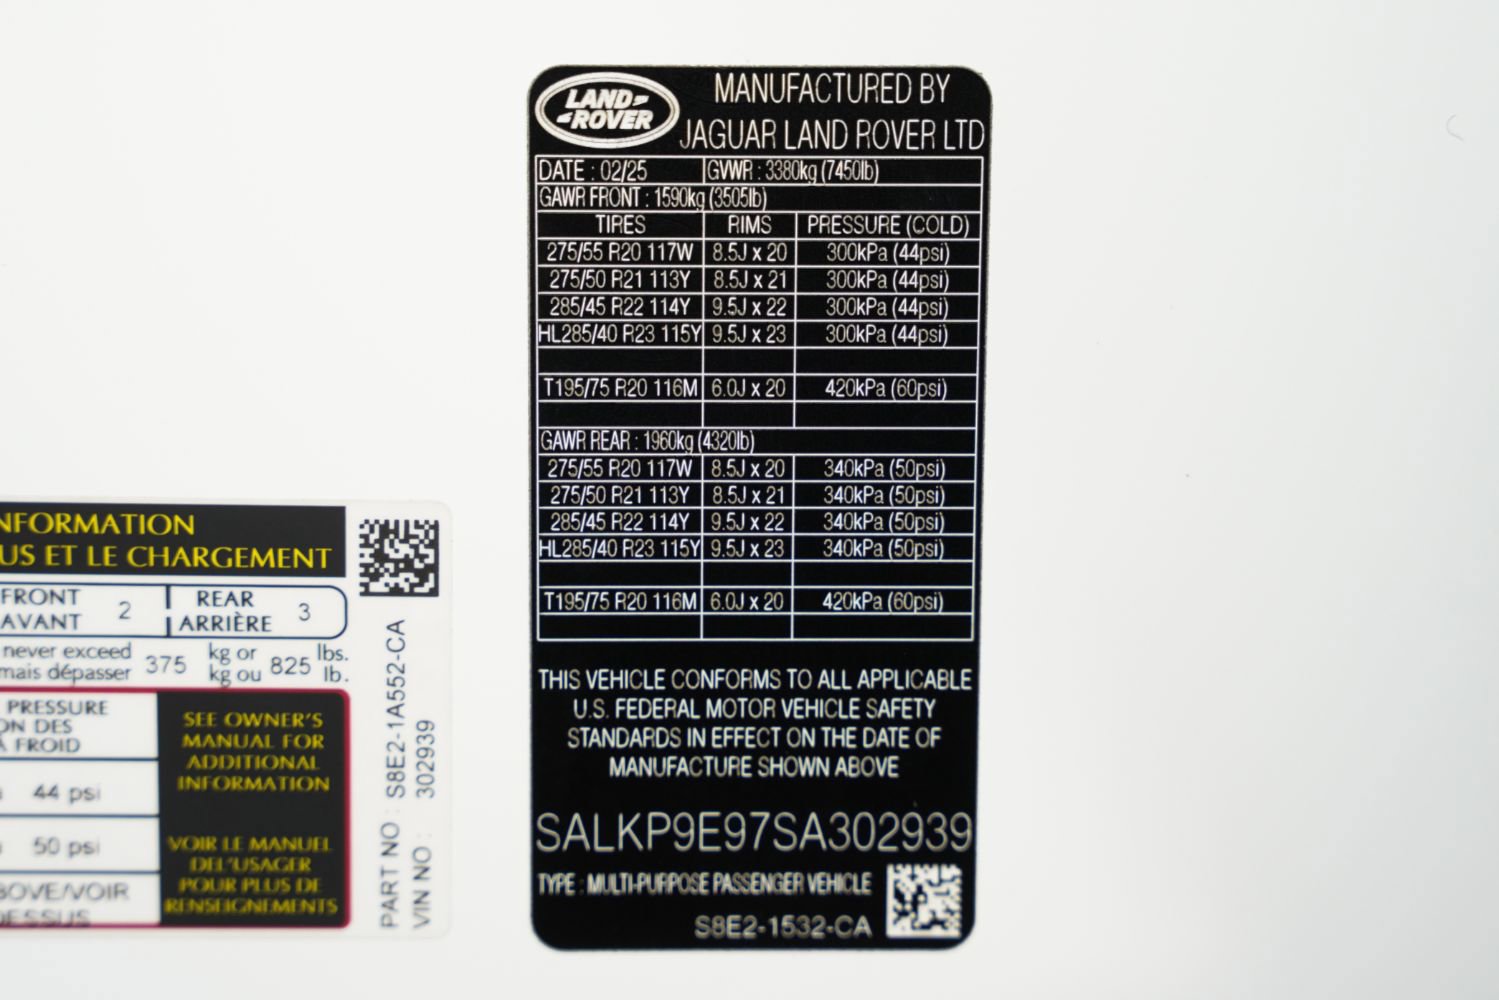 LAND
ROVER
MANUFACTURED BY
JAGUAR LAND ROVER LTD
DATE : 02/25 GVWR : 3380kg (7450lb)
GAWR FRONT : 1590kg (3505lb)
TIRES RIMS PRESSURE (COLD)
275/55 R20 117W 8.5J x 20 300kPa (44psi)
275/50 R21 113Y 8.5J x 21 300kPa (44psi)
285/45 R22 114Y 9.5J x 22 300kPa (44psi)
HL285/40 R23 115Y 9.5J x 23 300kPa (44psi)
T195/75 R20 116M 6.0J x 20 420kPa (60psi)
GAWR REAR : 1960kg (4320lb)
275/55 R20 117W 8.5J x 20 340kPa (50psi)
275/50 R21 113Y 8.5J x 21 340kPa (50psi)
285/45 R22 114Y 9.5J x 22 340kPa (50psi)
HL285/40 R23 115Y 9.5J x 23 340kPa (50psi)
T195/75 R20 116M 6.0J x 20 420kPa (60psi)
THIS VEHICLE CONFORMS TO ALL APPLICABLE
U.S. FEDERAL MOTOR VEHICLE SAFETY
STANDARDS IN EFFECT ON THE DATE OF
MANUFACTURE SHOWN ABOVE
SALKP9E97SA302939
TYPE : MULTI-PURPOSE PASSENGER VEHICLE
S8E2-1532-CA
NFORMATION
US ET LE CHARGEMENT
FRONT 2 REAR 3
AVANT ARRIÈRE
never exceed 375 kg or 825 lbs.
mais dépasser kg ou lb.
PRESSURE
ON DES
À FROID
44 psi
50 psi
BOVE/VOIR
DESSUS
SEE OWNER'S
MANUAL FOR
ADDITIONAL
INFORMATION
VOIR LE MANUEL
DEL'USAGER
POUR PLUS DE
RENSEIGNEMENTS
PART NO : S8E2-1A552-CA
VIN NO : 302939